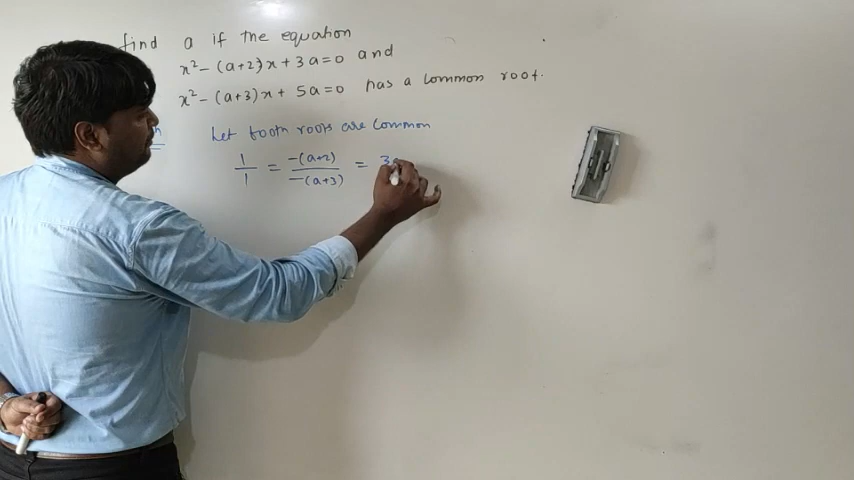 find a if the equation
x² - (a+2)x + 3a = 0 and
x² - (a+3)x + 5a = 0 has a common root.
Let both roots are common
1/1 = -(a+2)/-(a+3) = 3a